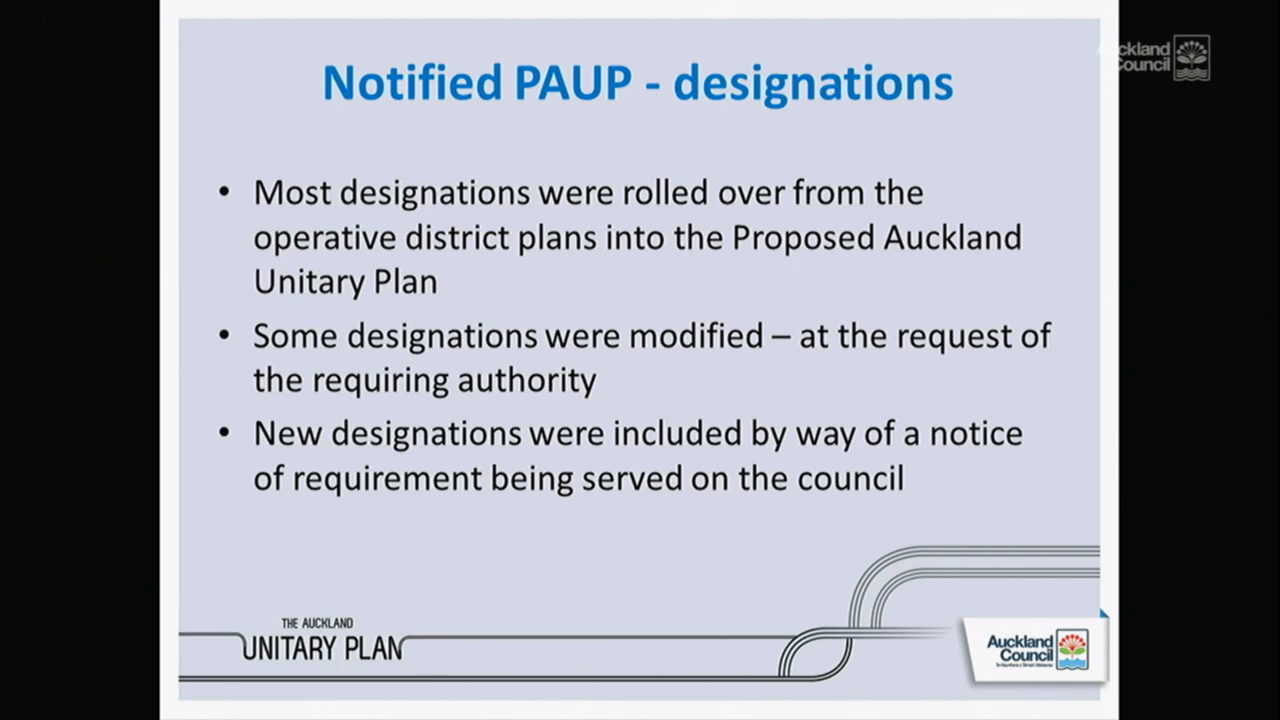 Auckland
Council
Notified PAUP - designations
• Most designations were rolled over from the
operative district plans into the Proposed Auckland
Unitary Plan
• Some designations were modified – at the request of
the requiring authority
• New designations were included by way of a notice
of requirement being served on the council
THE AUCKLAND
UNITARY PLAN
Auckland
Council